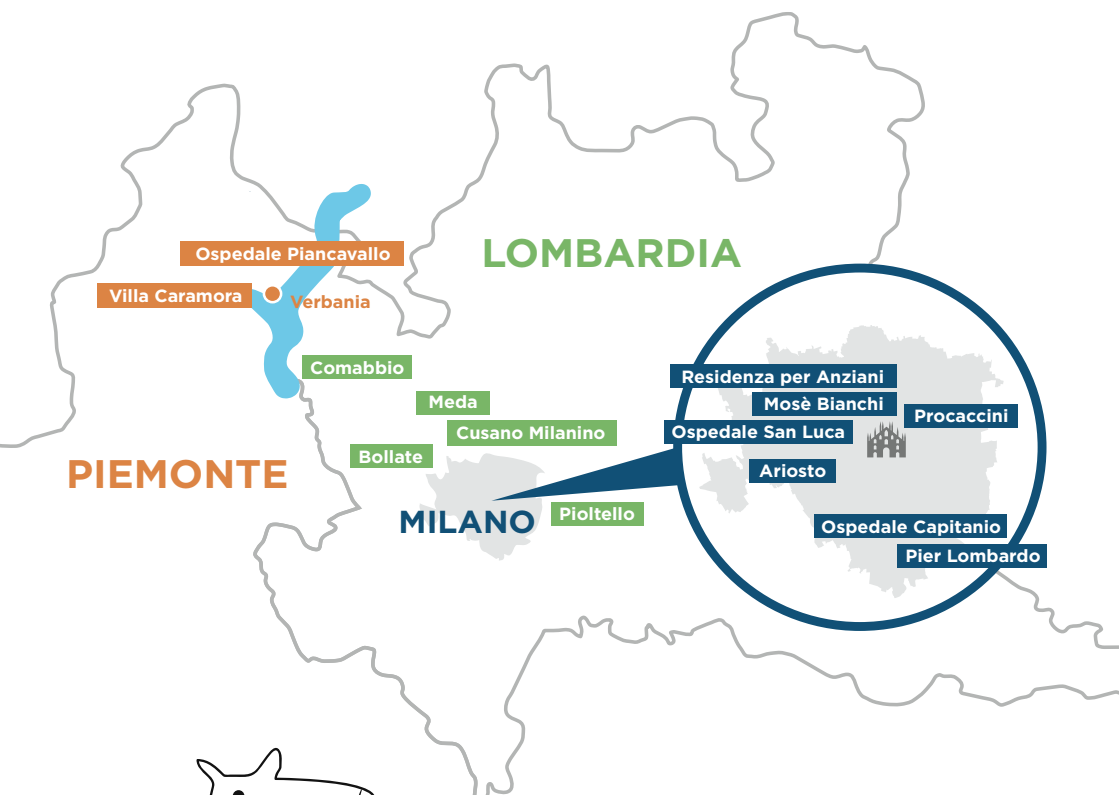 LOMBARDIA
Ospedale Piancavallo
Villa Caramora
Verbania
Comabbio
Meda
Cusano Milanino
Bollate
PIEMONTE
MILANO
Pioltello
Residenza per Anziani
Mosè Bianchi
Procaccini
Ospedale San Luca
Ariosto
Ospedale Capitanio
Pier Lombardo